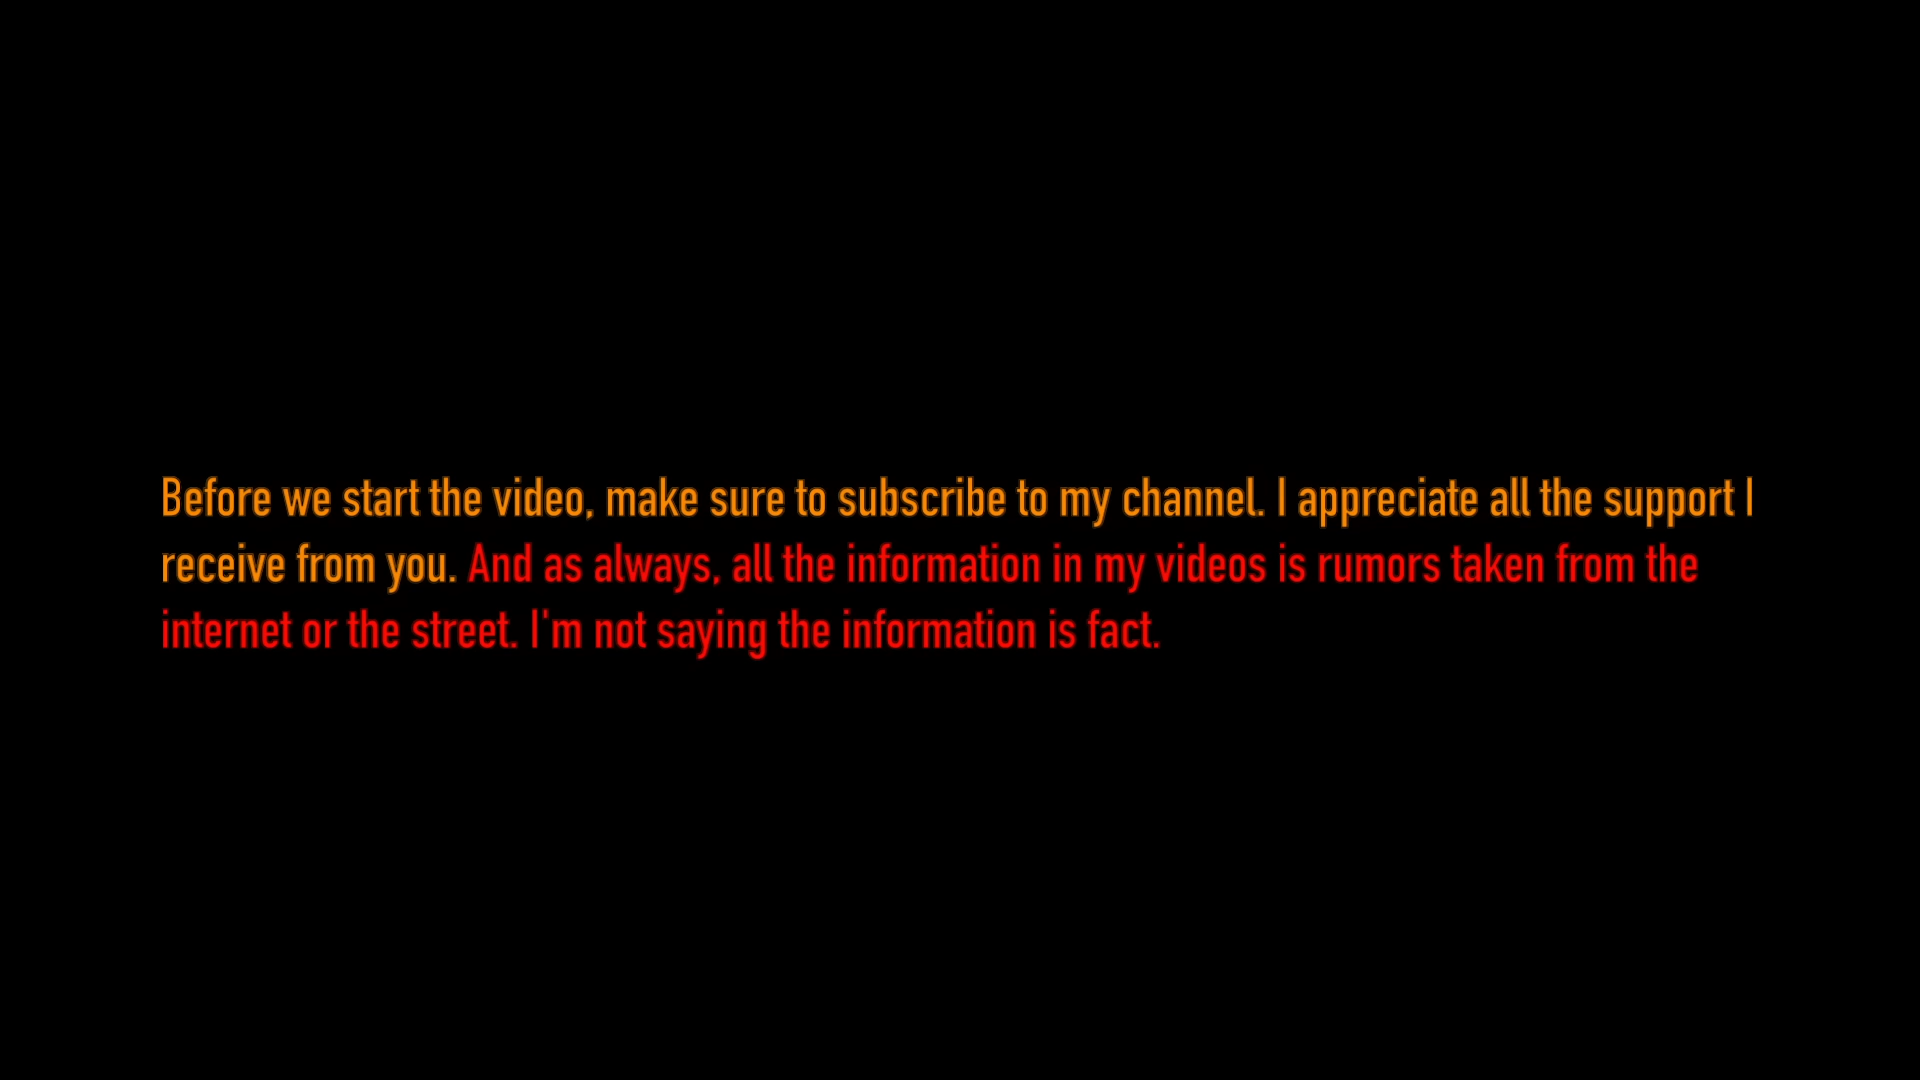 Before we start the video, make sure to subscribe to my channel. I appreciate all the support I
receive from you. And as always, all the information in my videos is rumors taken from the
internet or the street. I'm not saying the information is fact.